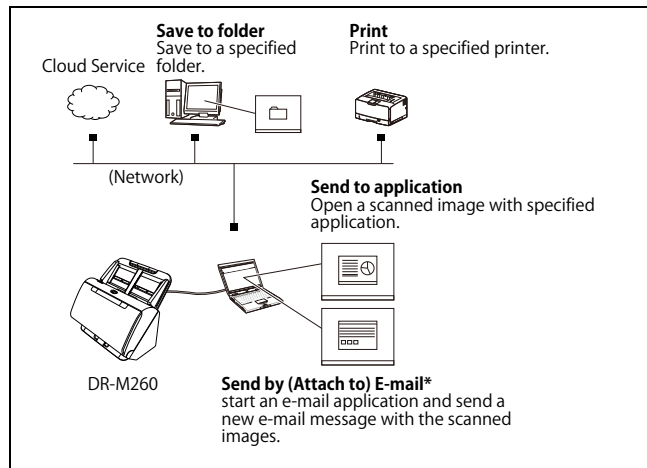 Save to folder
Save to a specified
folder.
Print
Print to a specified printer.
Cloud Service
(Network)
Send to application
Open a scanned image with specified
application.
DR-M260
Send by (Attach to) E-mail*
start an e-mail application and send a
new e-mail message with the scanned
images.